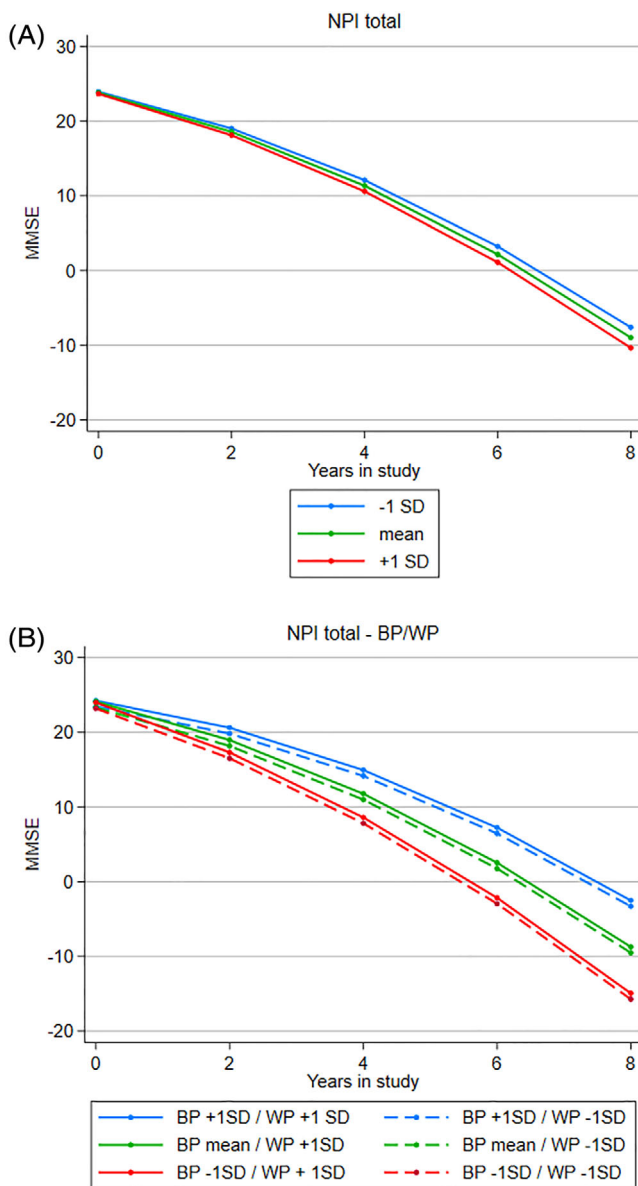 (A)
NPI total
30
20
10
0
-10
-20
MMSE
0 2 4 6 8
Years in study
-1 SD
mean
+1 SD
(B)
NPI total - BP/WP
30
20
10
0
-10
-20
MMSE
0 2 4 6 8
Years in study
BP +1SD / WP +1 SD BP +1SD / WP -1SD
BP mean / WP +1SD BP mean / WP -1SD
BP -1SD / WP + 1SD BP -1SD / WP -1SD